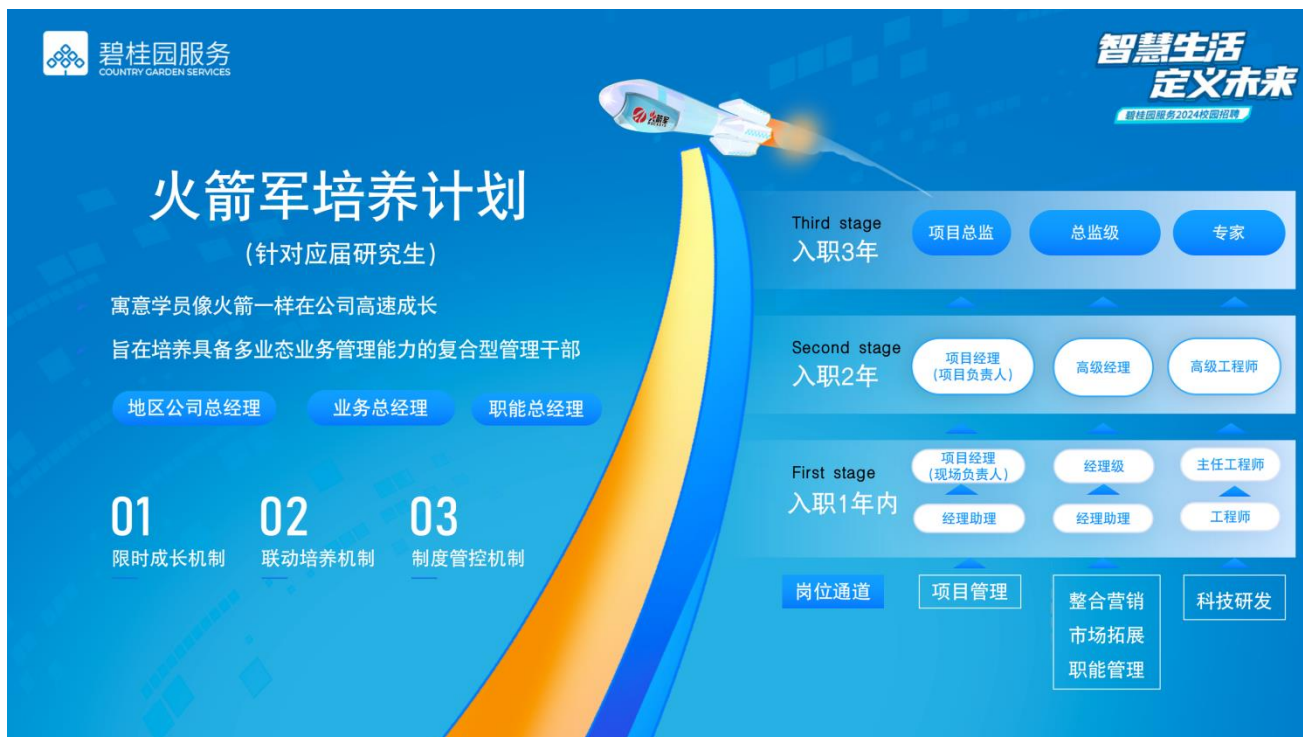 碧桂园服务
COUNTRY GARDEN SERVICES
智慧生活
定义未来
碧桂园服务2024校园招聘
火箭军
火箭军培养计划
(针对应届研究生)
寓意学员像火箭一样在公司高速成长
旨在培养具备多业态业务管理能力的复合型管理干部
地区公司总经理 业务总经理 职能总经理
01 02 03
限时成长机制 联动培养机制 制度管控机制
Third stage
入职3年
项目总监 总监级 专家
Second stage
入职2年
项目经理
(项目负责人)
高级经理 高级工程师
First stage
入职1年内
项目经理
(现场负责人)
经理级 主任工程师
经理助理 经理助理 工程师
岗位通道 项目管理
整合营销
市场拓展
职能管理
科技研发